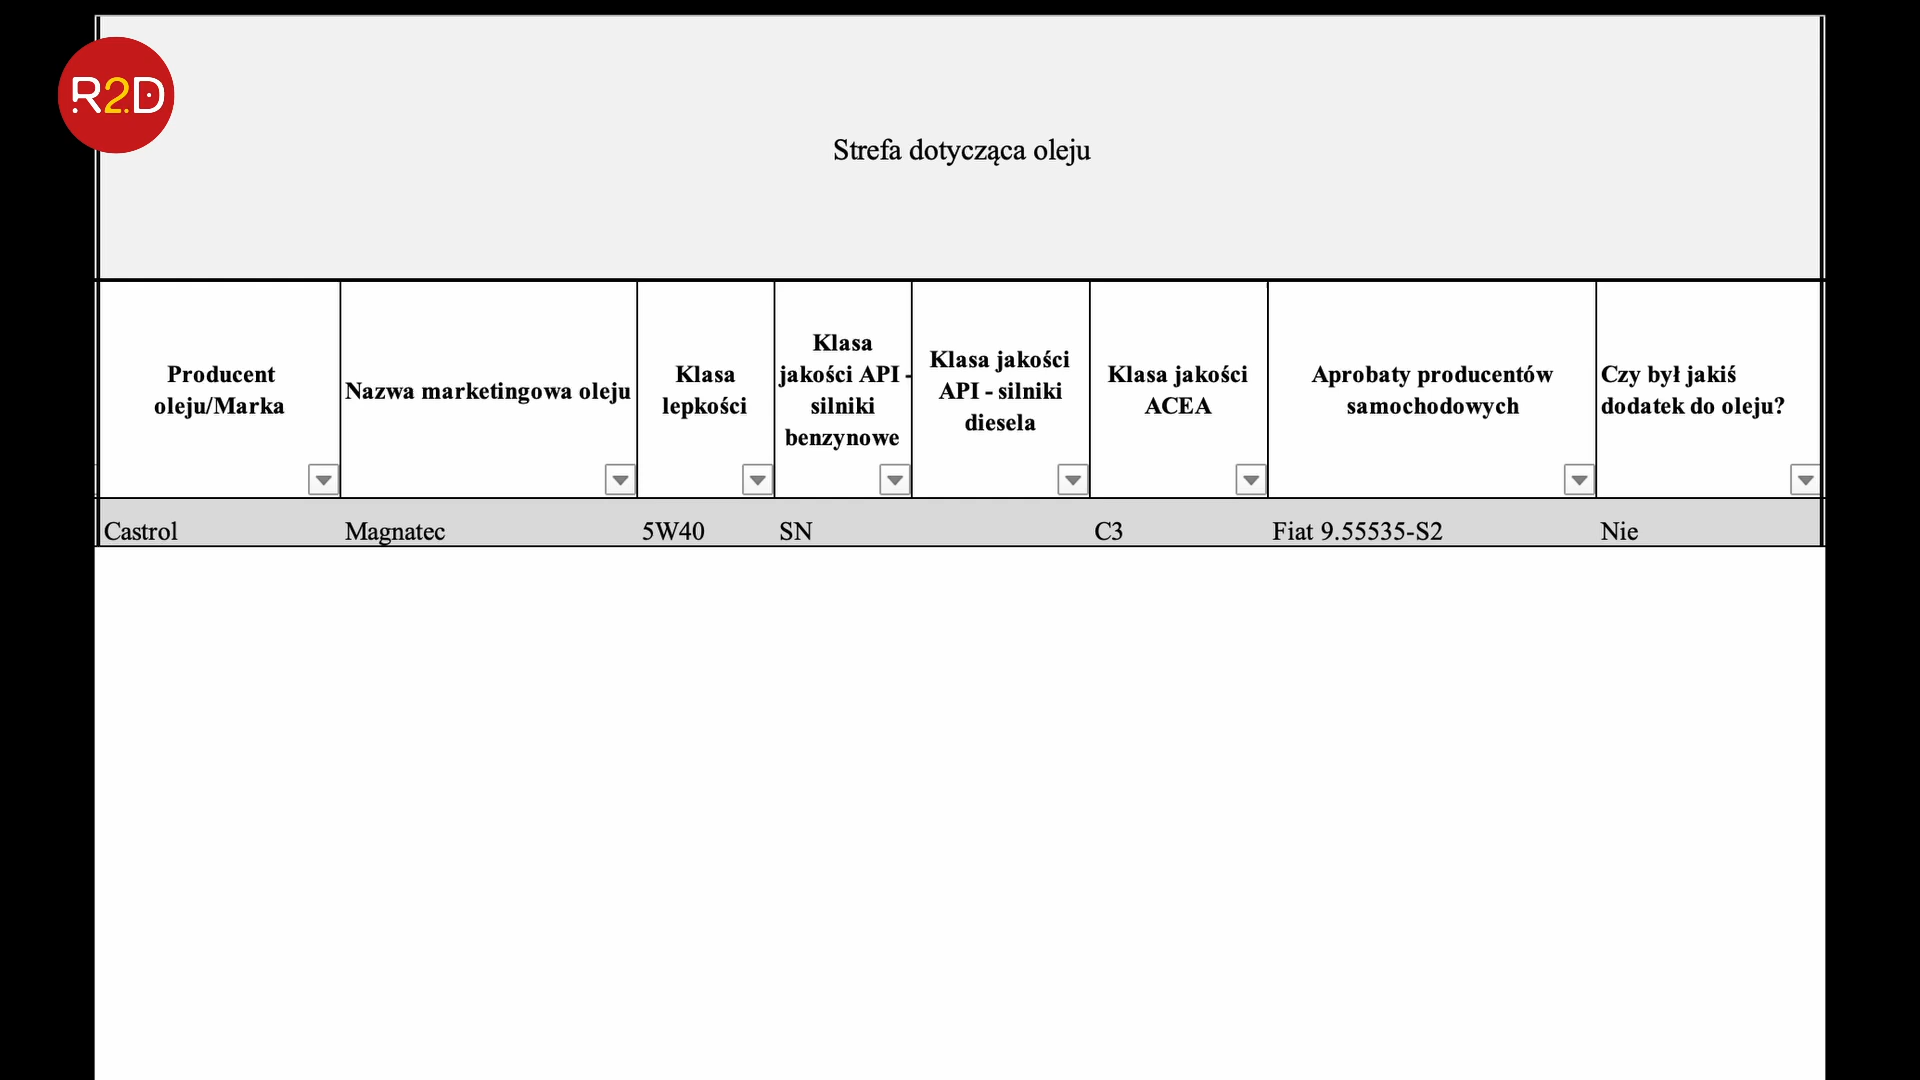 R2D
Strefa dotycząca oleju
Producent
oleju/Marka
Nazwa marketingowa oleju
Klasa
lepkości
Klasa
jakości API -
silniki
benzynowe
Klasa jakości
API - silniki
diesela
Klasa jakości
ACEA
Aprobaty producentów
samochodowych
Czy był jakiś
dodatek do oleju?
Castrol Magnatec 5W40 SN C3 Fiat 9.55535-S2 Nie